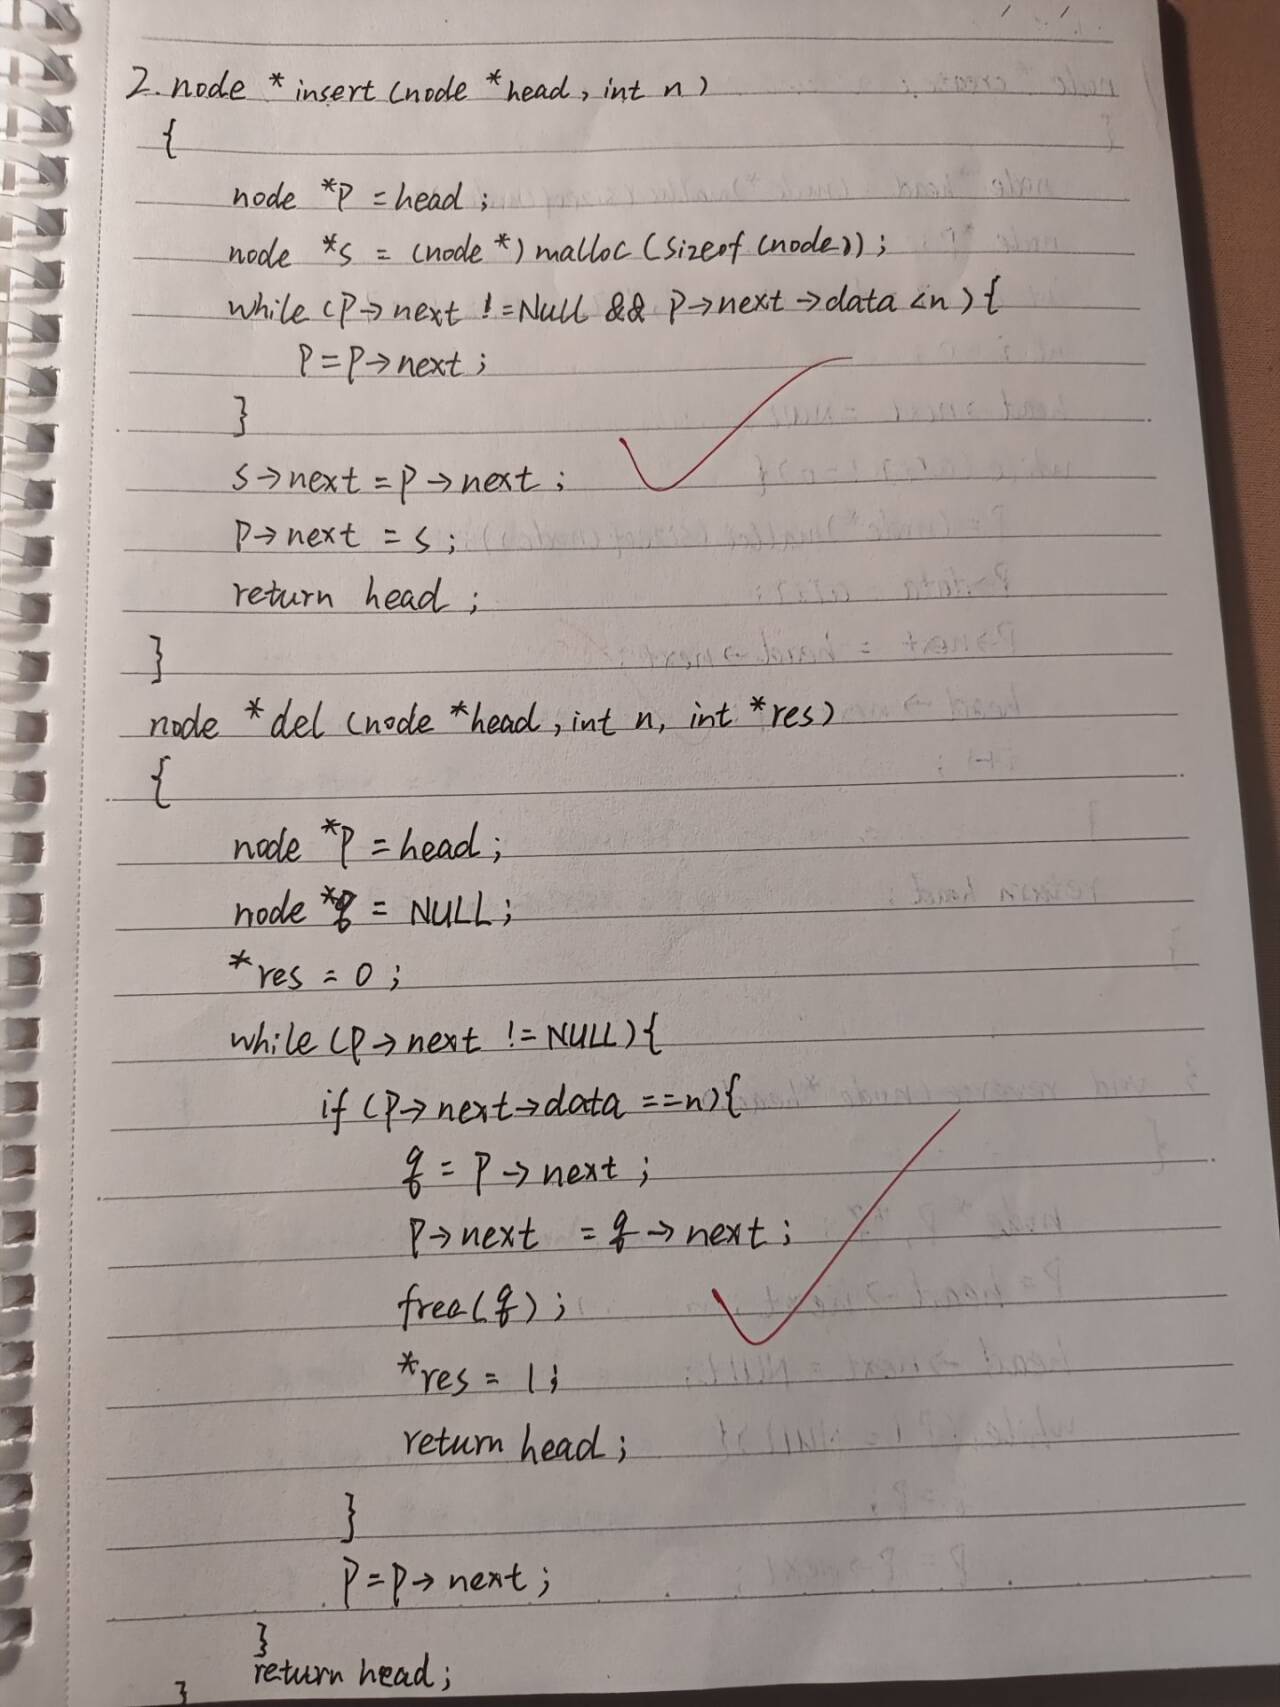 2. node * insert (node *head, int n)
{
node *p = head;
node *s = (node *) malloc (sizeof (node));
while (p→next != Null && p→next→data <n) {
p = p→next;
}
s→next = p→next;
p→next = s;
return head;
}
node *del (node *head, int n, int *res)
{
node *p = head;
node *q = NULL;
*res = 0;
while (p→next != NULL) {
if (p→next→data == n) {
q = p→next;
p→next = q→next;
free(q);
*res = 1;
return head;
}
p = p→next;
}
return head;
}